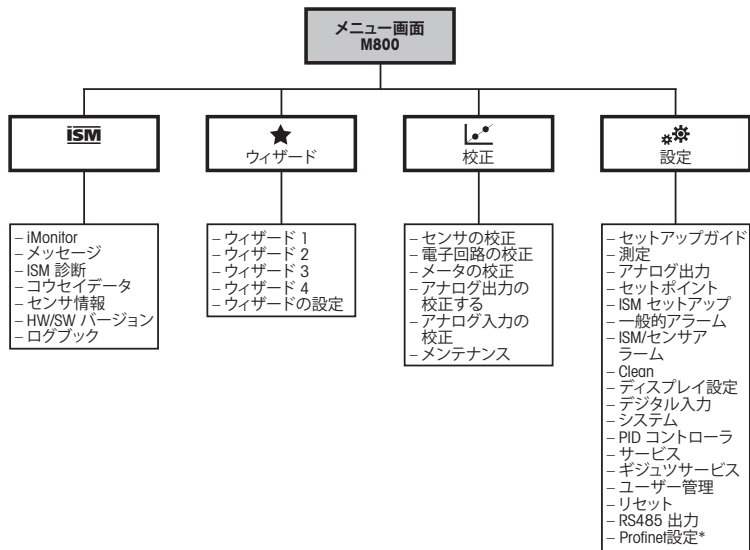 メニュー画面
M800
iSM
ウィザード
校正
設定
– iMonitor
– メッセージ
– ISM 診断
– コウセイデータ
– センサ情報
– HW/SW バージョン
– ログブック
– ウィザード 1
– ウィザード 2
– ウィザード 3
– ウィザード 4
– ウィザードの設定
– センサの校正
– 電子回路の校正
– メータの校正
– アナログ出力の
校正する
– アナログ入力の
校正
– メンテナンス
– セットアップガイド
– 測定
– アナログ出力
– セットポイント
– ISM セットアップ
– 一般的アラーム
– ISM/センサア
ラーム
– Clean
– ディスプレイ設定
– デジタル入力
– システム
– PID コントローラ
– サービス
– ギジュツサービス
– ユーザー管理
– リセット
– RS485 出力
– Profinet設定*